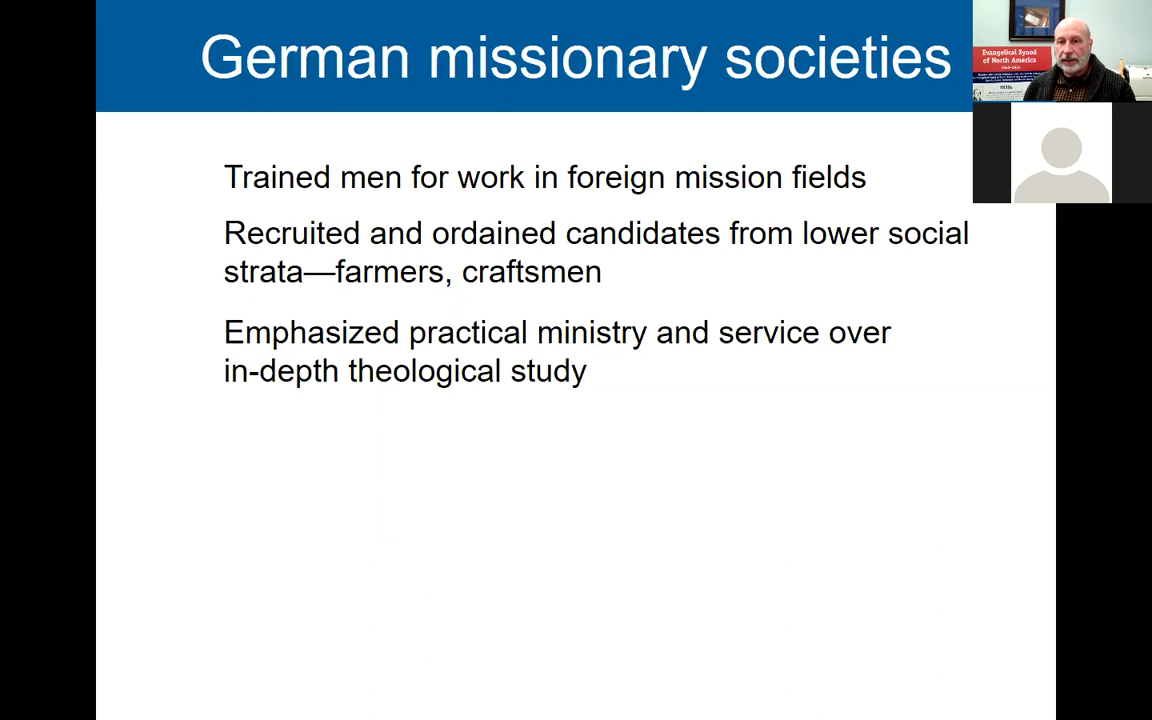 German missionary societies
Evangelical Synod
of North America
Trained men for work in foreign mission fields
Recruited and ordained candidates from lower social
strata—farmers, craftsmen
Emphasized practical ministry and service over
in-depth theological study